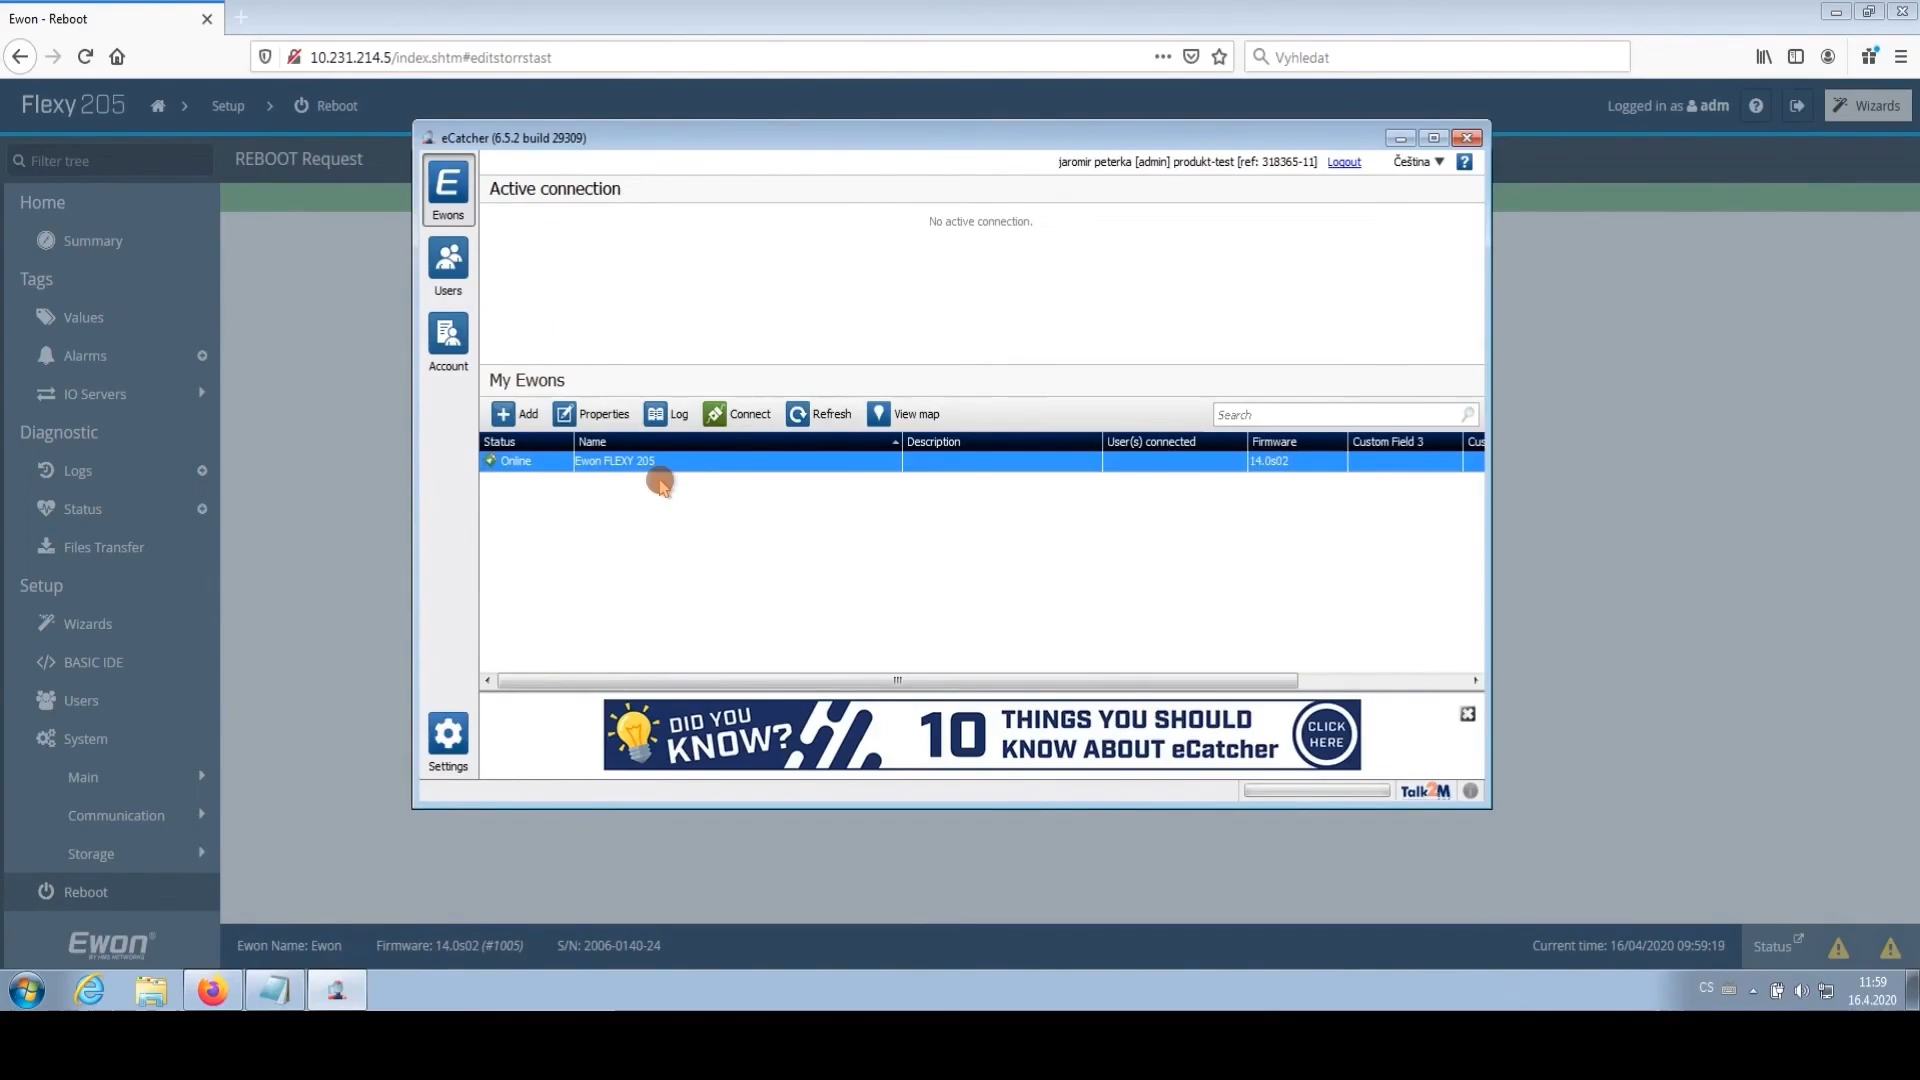 Ewon - Reboot
10.231.214.5/index.shtm#editstorrstast
Vyhledat
Flexy 205
Setup
Reboot
Logged in as adm
Wizards
Filter tree
REBOOT Request
Home
Summary
Tags
Values
Alarms
IO Servers
Diagnostic
Logs
Status
Files Transfer
Setup
Wizards
BASIC IDE
Users
System
Main
Communication
Storage
Reboot
Ewon
BY HMS NETWORKS
eCatcher (6.5.2 build 29309)
jaromir peterka [admin] produkt-test [ref: 318365-11] Logout Čeština ▼ ?
E
Ewons
Users
Account
Settings
Active connection
No active connection.
My Ewons
Add Properties Log Connect Refresh View map Search
Status Name Description User(s) connected Firmware Custom Field 3 Cus
Online Ewon FLEXY 205 14.0s02
DID YOU KNOW?
10 THINGS YOU SHOULD KNOW ABOUT eCatcher
CLICK HERE
Talk2M
Ewon Name: Ewon Firmware: 14.0s02 (#1005) S/N: 2006-0140-24 Current time: 16/04/2020 09:59:19 Status
CS
11:59
16.4.2020